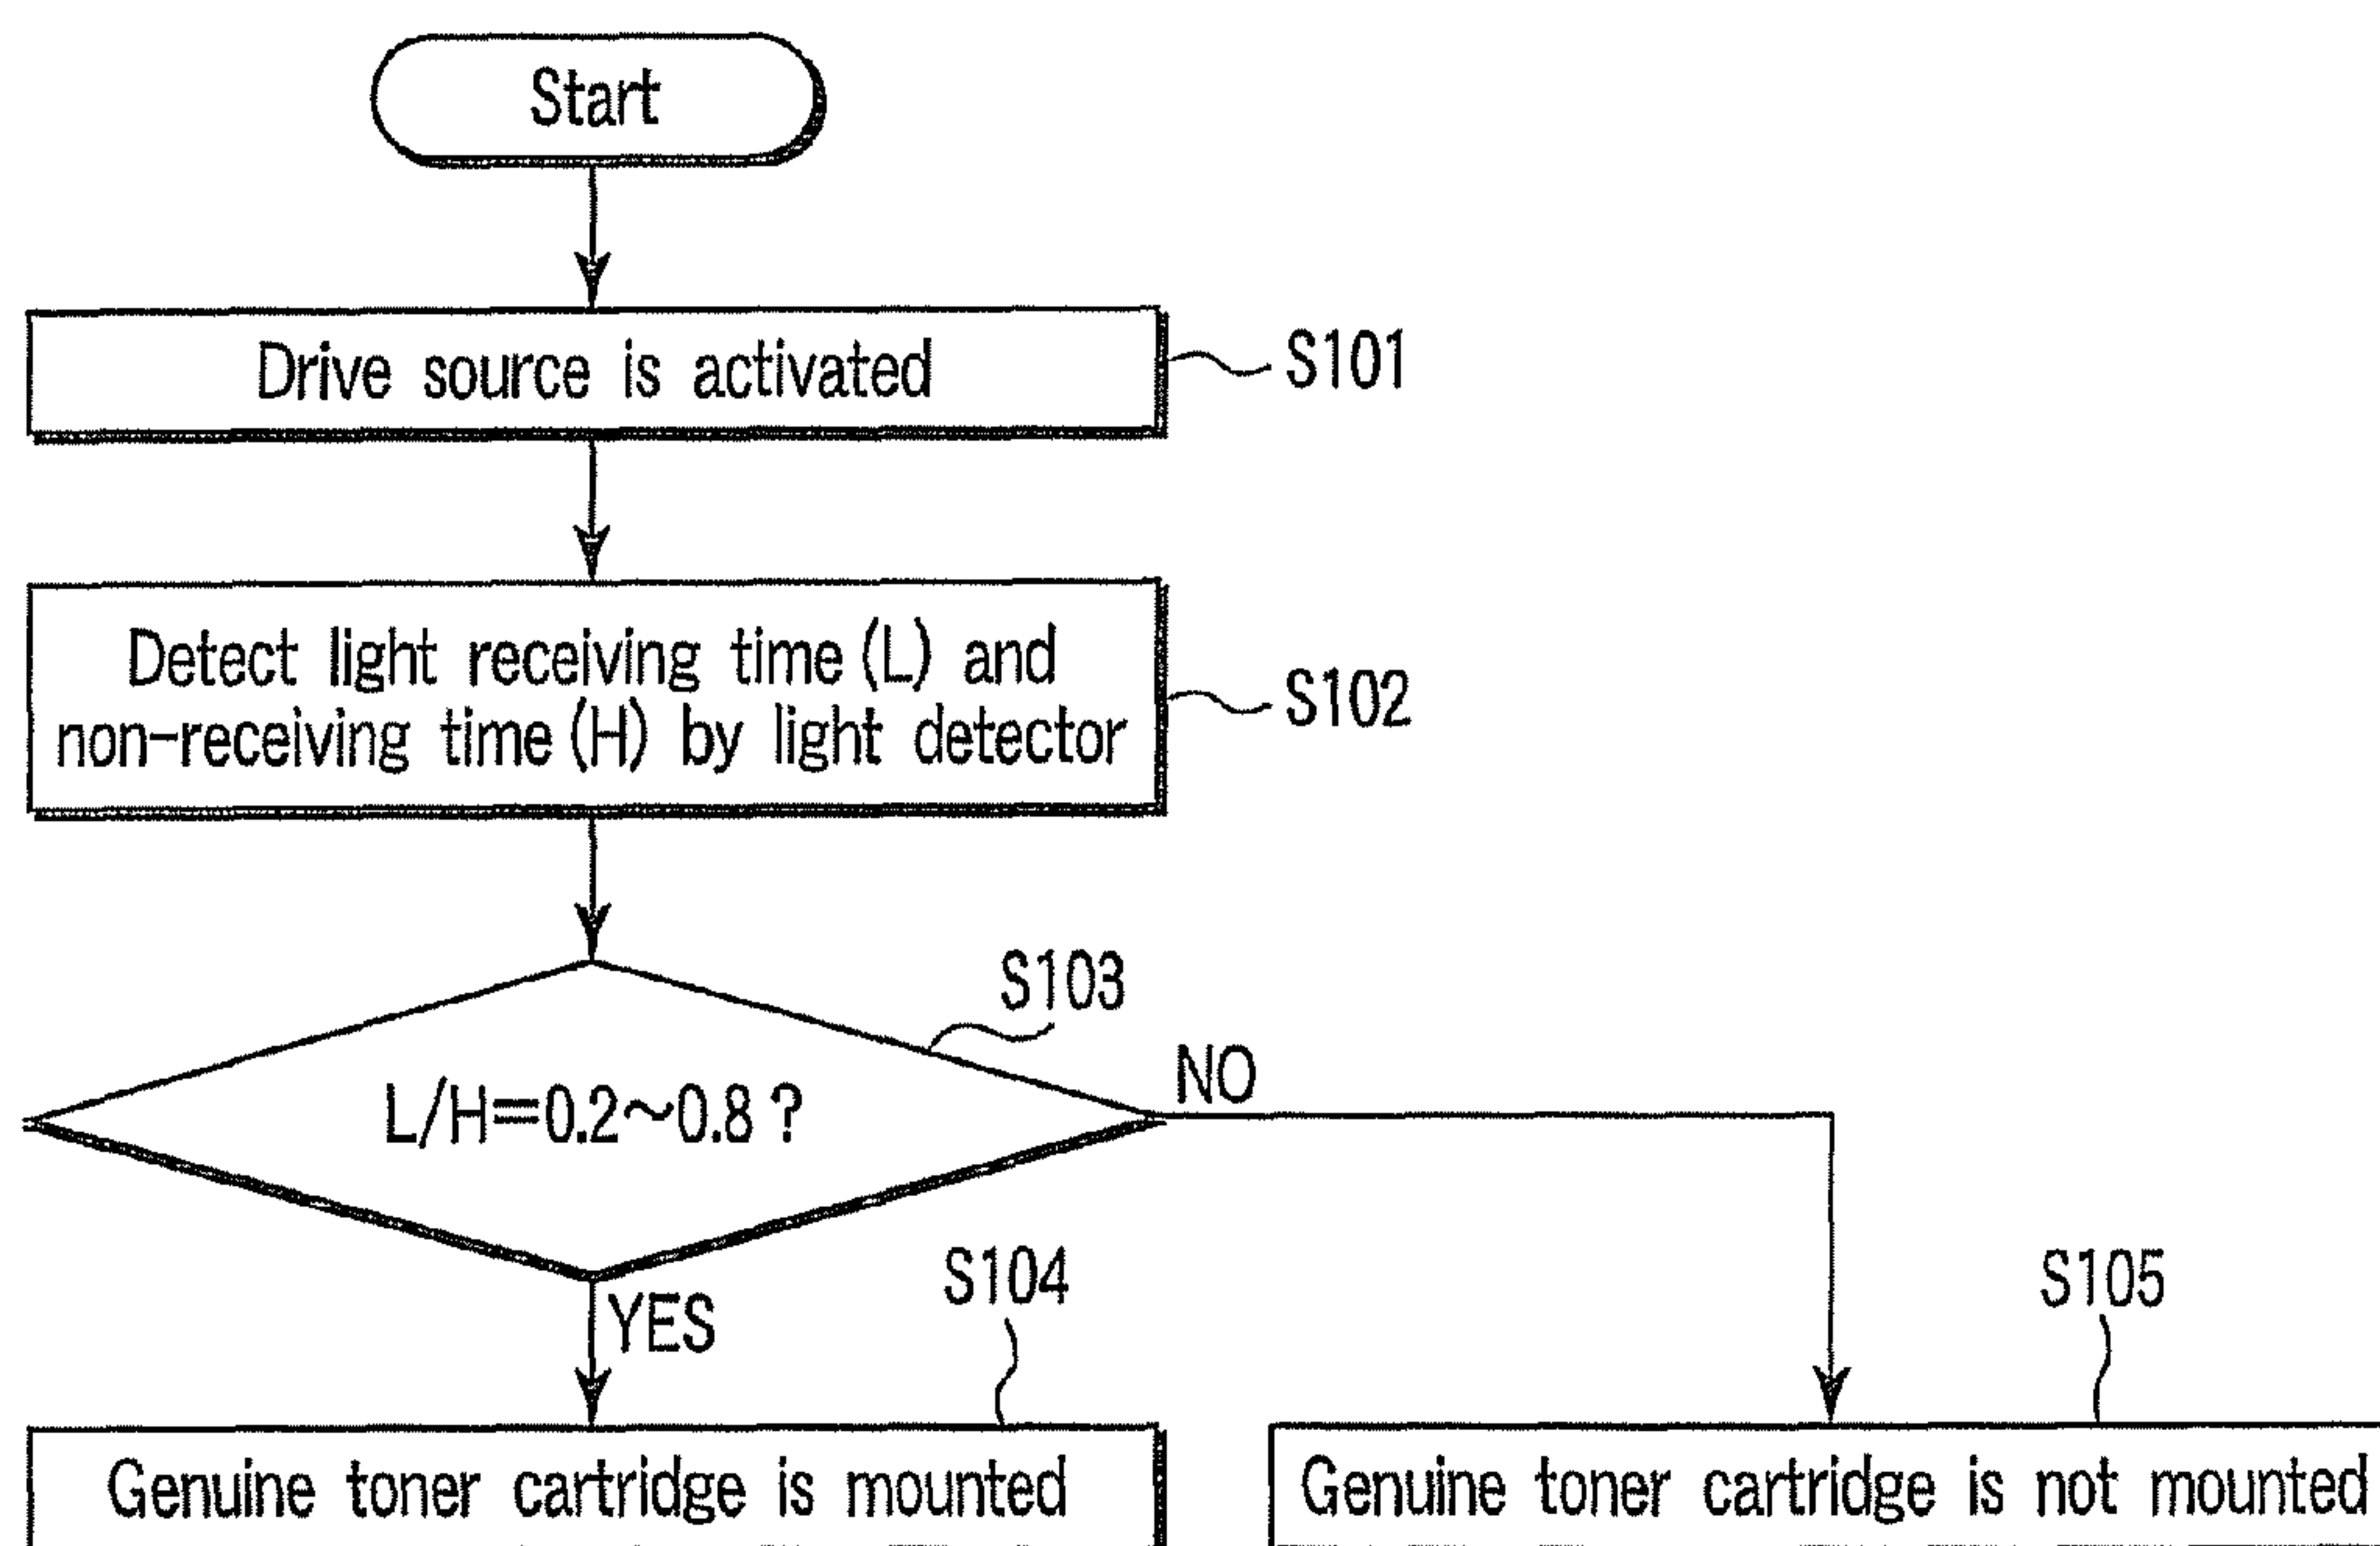 Start
Drive source is activated
S101
Detect light receiving time (L) and
non-receiving time (H) by light detector
S102
S103
L/H=0.2~0.8 ?
NO
YES
S104
S105
Genuine toner cartridge is mounted
Genuine toner cartridge is not mounted